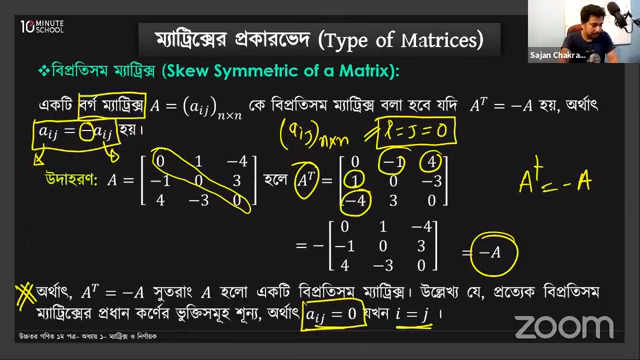 10 MINUTE SCHOOL
ম্যাট্রিক্সের প্রকারভেদ (Type of Matrices)
Sajan Chakra...
❖ বিপ্রতিসম ম্যাট্রিক্স (Skew Symmetric of a Matrix):
একটি বর্গ ম্যাট্রিক্স A = (aij)n×n কে বিপ্রতিসম ম্যাট্রিক্স বলা হবে যদি A^T = −A হয়, অর্থাৎ
aij = −aij হয়।
(aij)n×n
i = j = 0
উদাহরণ: A = [0 1 −4; −1 0 3; 4 −3 0] হলে A^T = [0 −1 4; 1 0 −3; −4 3 0]
A^t = −A
= −[0 1 −4; −1 0 3; 4 −3 0] = −A
অর্থাৎ, A^T = −A সুতরাং A হলো একটি বিপ্রতিসম ম্যাট্রিক্স। উল্লেখ্য যে, প্রত্যেক বিপ্রতিসম
ম্যাট্রিক্সের প্রধান কর্ণের ভুক্তিসমূহ শূন্য, অর্থাৎ aij = 0 যখন i = j ।
উচ্চতর গণিত ১ম পত্র- অধ্যায় ১- ম্যাট্রিক্স ও নির্ণায়ক
zoom